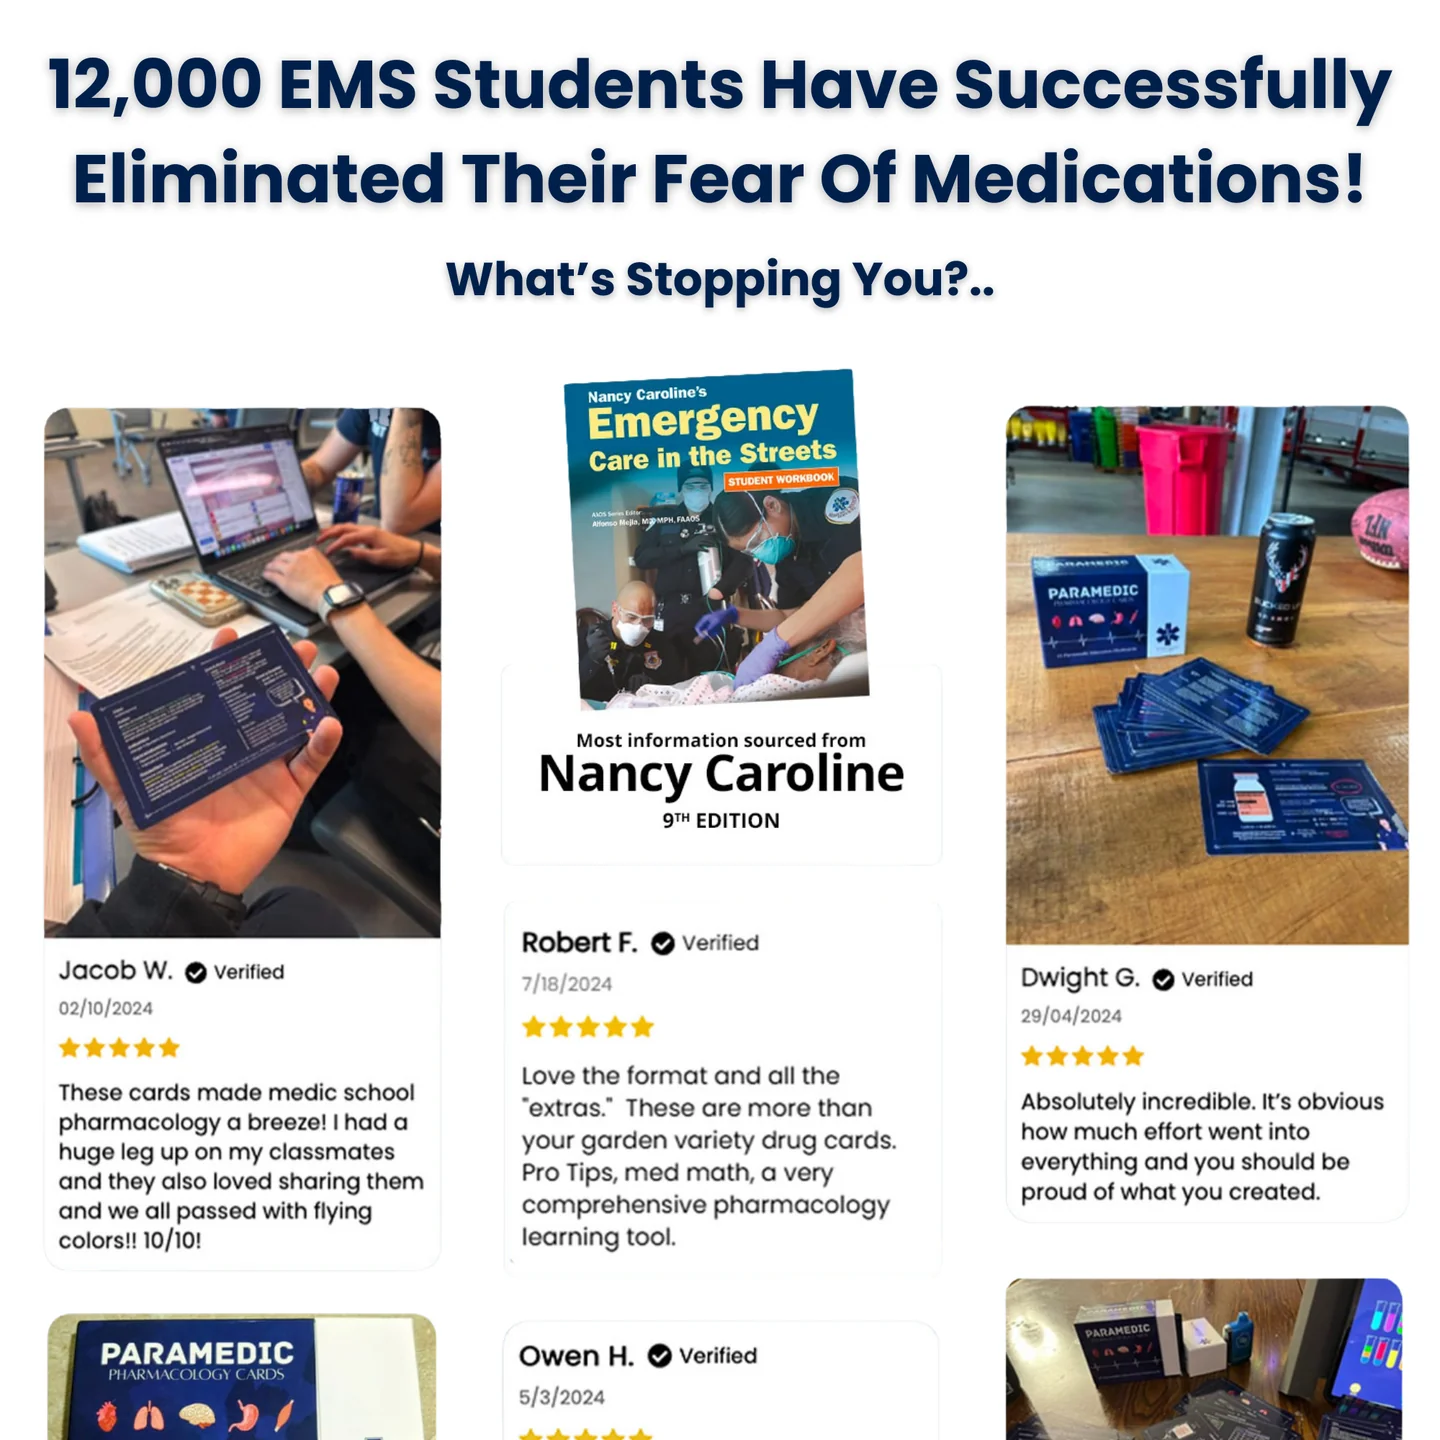 12,000 EMS Students Have Successfully
Eliminated Their Fear Of Medications!
What’s Stopping You?..
Nancy Caroline’s
Emergency
Care in the Streets
STUDENT WORKBOOK
AAOS Series Editor:
Alfonso Mejia, MD, MPH, FAAOS
Most information sourced from
Nancy Caroline
9TH EDITION
PARAMEDIC
PHARMACOLOGY CARDS
Jacob W. Verified
02/10/2024
These cards made medic school
pharmacology a breeze! I had a
huge leg up on my classmates
and they also loved sharing them
and we all passed with flying
colors!! 10/10!
Robert F. Verified
7/18/2024
Love the format and all the
"extras." These are more than
your garden variety drug cards.
Pro Tips, med math, a very
comprehensive pharmacology
learning tool.
Dwight G. Verified
29/04/2024
Absolutely incredible. It’s obvious
how much effort went into
everything and you should be
proud of what you created.
PARAMEDIC
PHARMACOLOGY CARDS
Owen H. Verified
5/3/2024
PARAMEDIC